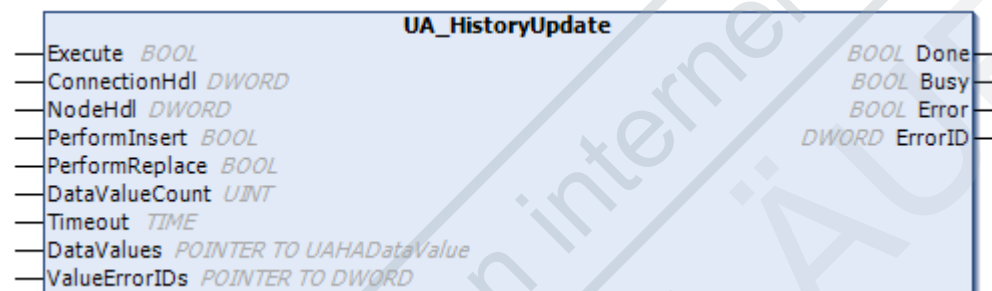 UA_HistoryUpdate
Execute BOOL BOOL Done
ConnectionHdl DWORD BOOL Busy
NodeHdl DWORD BOOL Error
PerformInsert BOOL DWORD ErrorID
PerformReplace BOOL
DataValueCount UINT
Timeout TIME
DataValues POINTER TO UAHADataValue
ValueErrorIDs POINTER TO DWORD